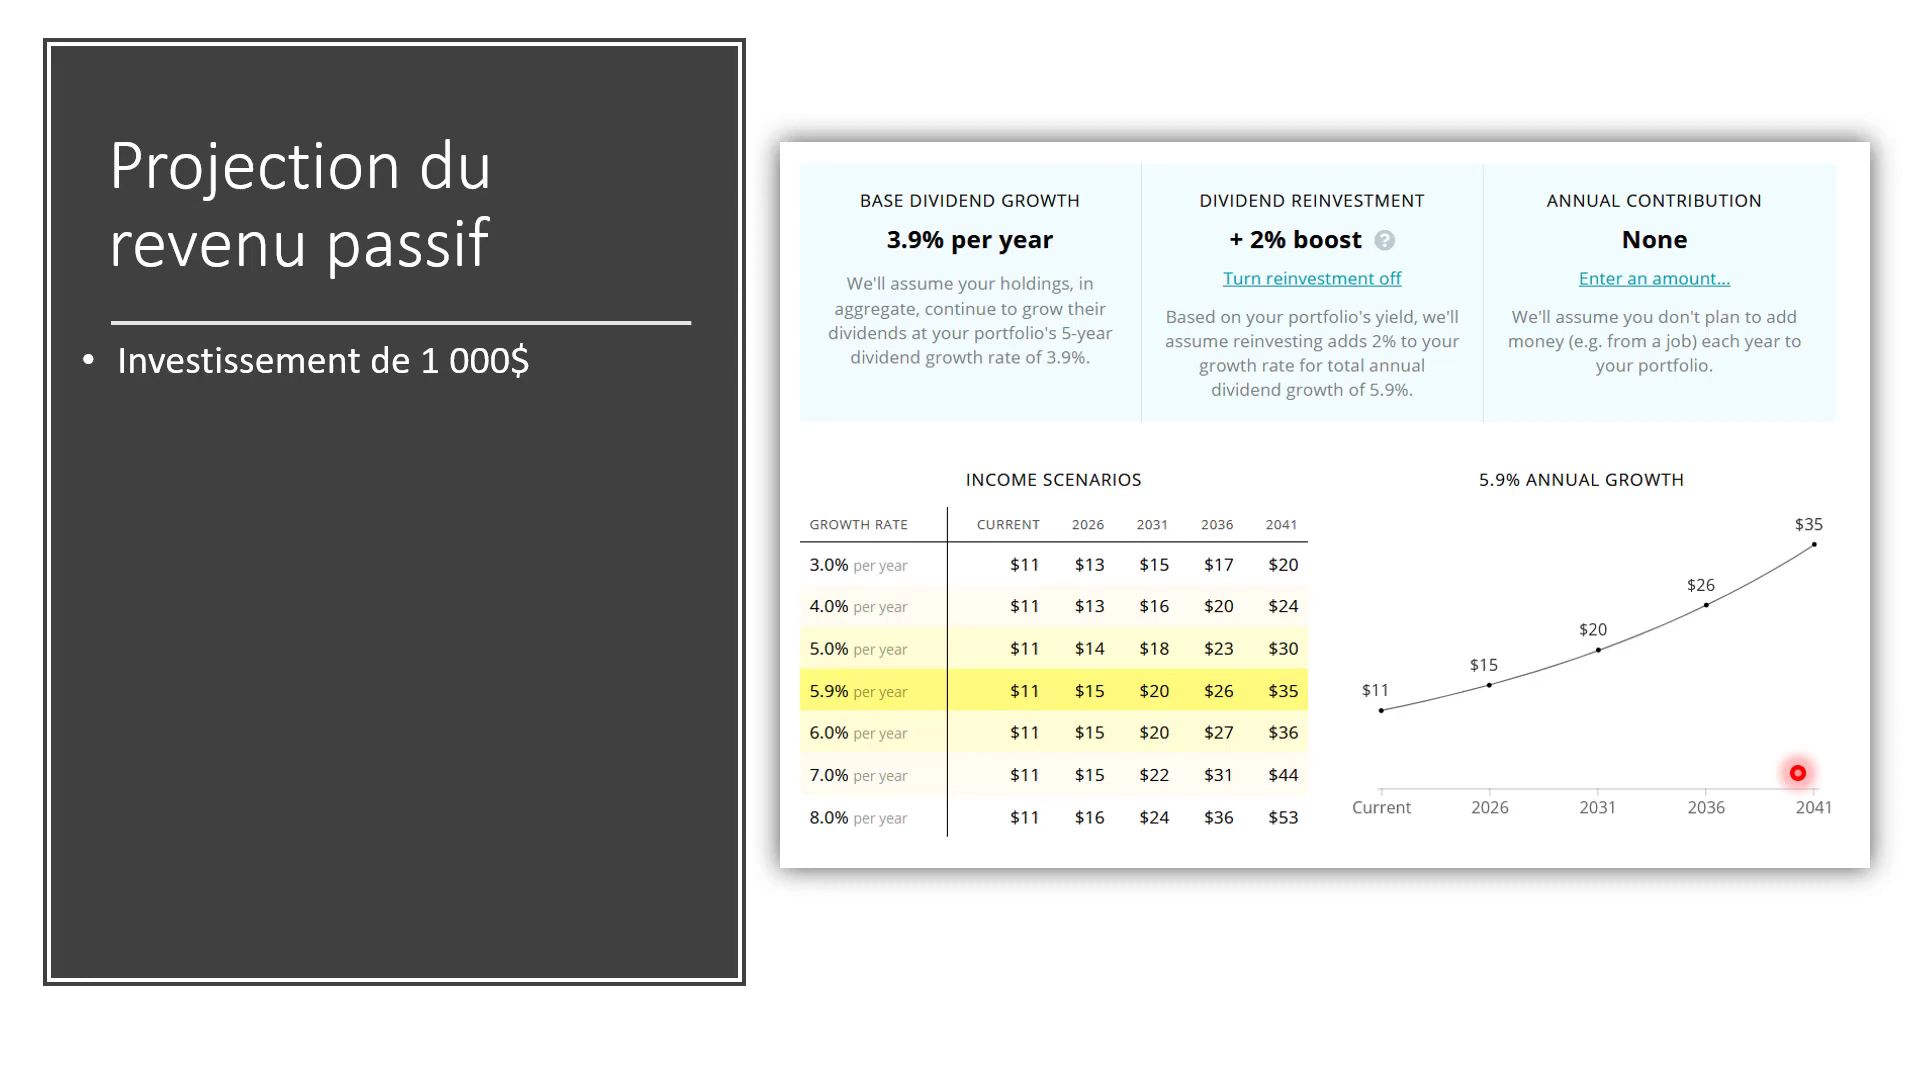 Projection du
revenu passif
• Investissement de 1 000$
BASE DIVIDEND GROWTH
3.9% per year
We'll assume your holdings, in
aggregate, continue to grow their
dividends at your portfolio's 5-year
dividend growth rate of 3.9%.
DIVIDEND REINVESTMENT
+ 2% boost ?
Turn reinvestment off
Based on your portfolio's yield, we'll
assume reinvesting adds 2% to your
growth rate for total annual
dividend growth of 5.9%.
ANNUAL CONTRIBUTION
None
Enter an amount...
We'll assume you don't plan to add
money (e.g. from a job) each year to
your portfolio.
INCOME SCENARIOS
GROWTH RATE CURRENT 2026 2031 2036 2041
3.0% per year $11 $13 $15 $17 $20
4.0% per year $11 $13 $16 $20 $24
5.0% per year $11 $14 $18 $23 $30
5.9% per year $11 $15 $20 $26 $35
6.0% per year $11 $15 $20 $27 $36
7.0% per year $11 $15 $22 $31 $44
8.0% per year $11 $16 $24 $36 $53
5.9% ANNUAL GROWTH
$35
$26
$20
$15
$11
Current 2026 2031 2036 2041